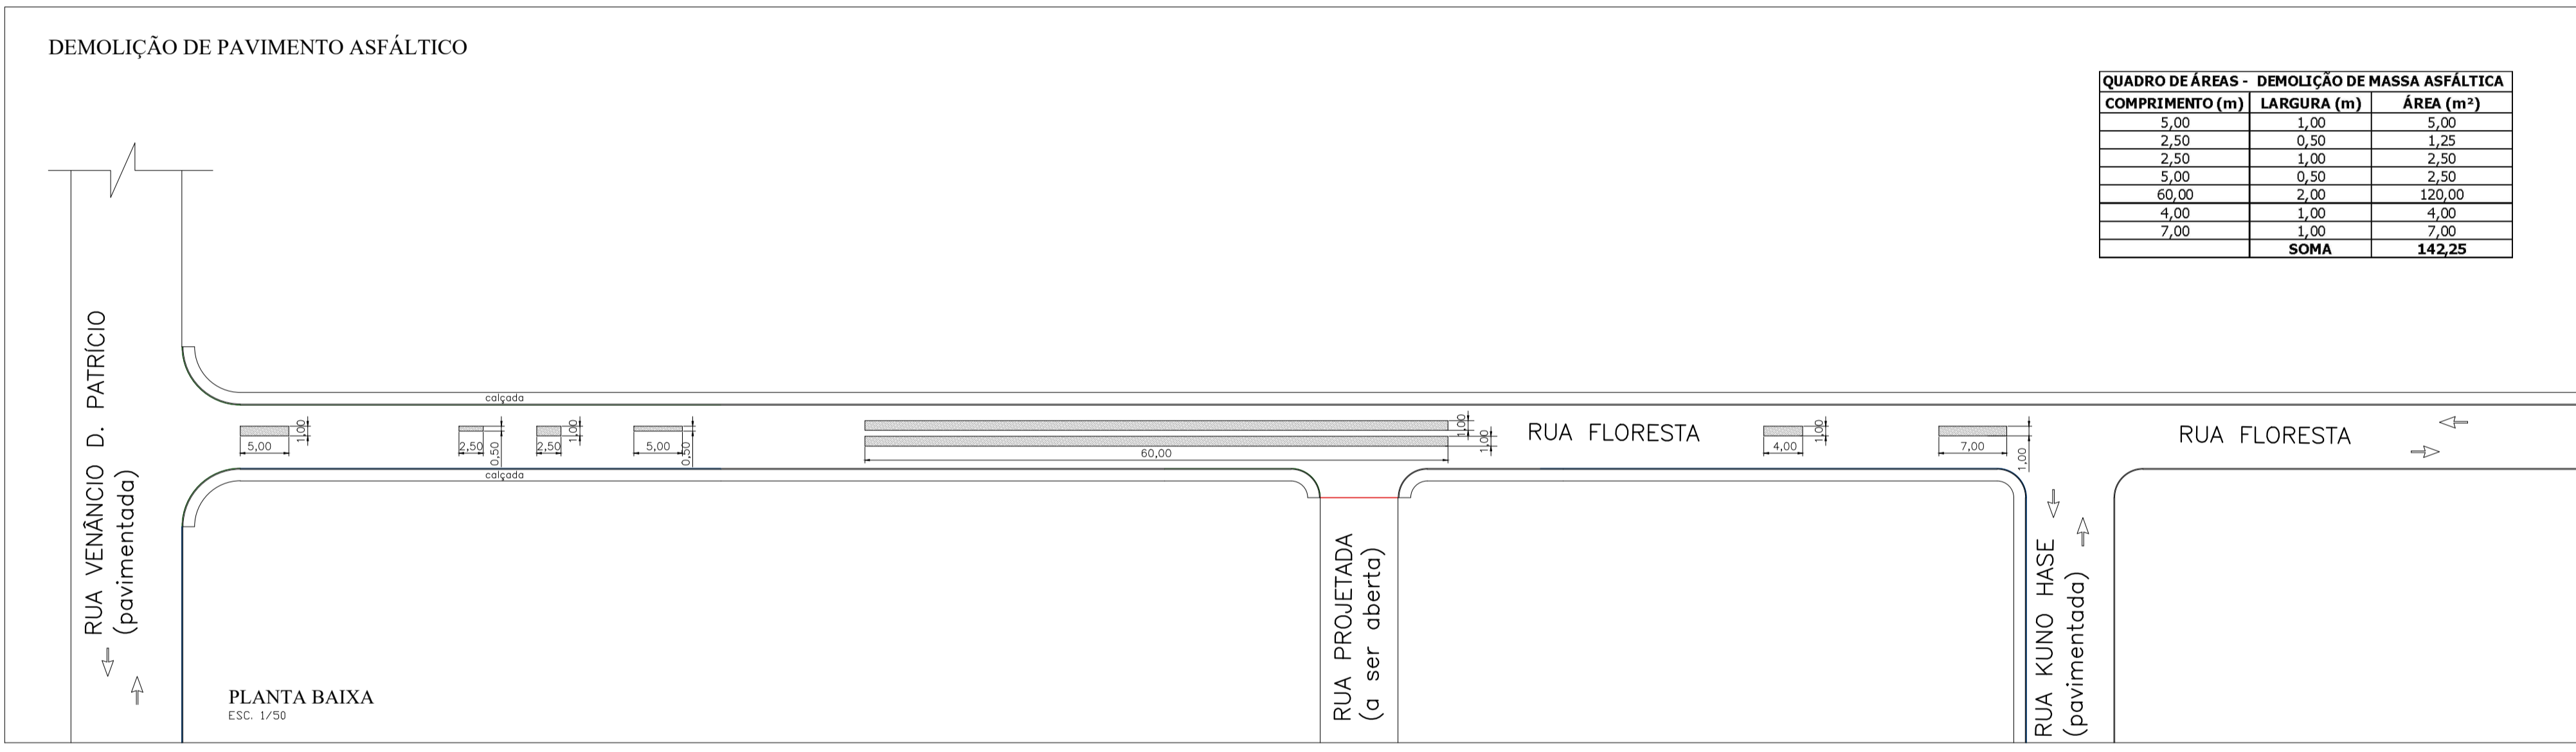 DEMOLIÇÃO DE PAVIMENTO ASFÁLTICO
QUADRO DE ÁREAS - DEMOLIÇÃO DE MASSA ASFÁLTICA
COMPRIMENTO (m) LARGURA (m) ÁREA (m²)
5,00 1,00 5,00
2,50 0,50 1,25
2,50 1,00 2,50
5,00 0,50 2,50
60,00 2,00 120,00
4,00 1,00 4,00
7,00 1,00 7,00
SOMA 142,25
RUA VENÂNCIO D. PATRÍCIO
(pavimentada)
calçada
5,00
1,00
2,50
0,50
2,50
1,00
5,00
0,50
60,00
1,00
1,00
RUA FLORESTA
4,00
1,00
7,00
1,00
RUA FLORESTA
calçada
RUA PROJETADA
(a ser aberta)
RUA KUNO HASE
(pavimentada)
PLANTA BAIXA
ESC. 1/50